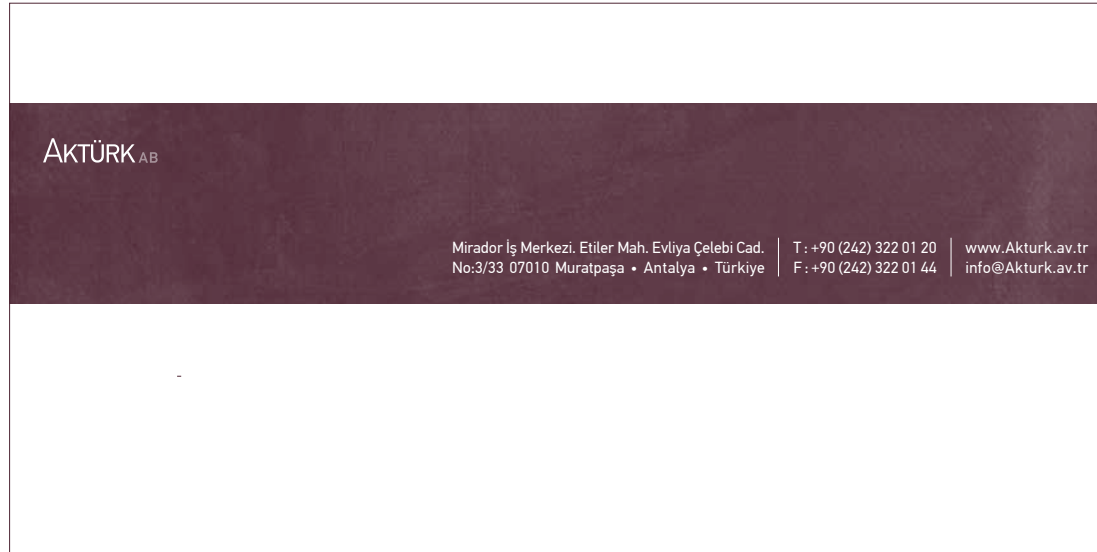 AKTÜRK AB
Mirador İş Merkezi. Etiler Mah. Evliya Çelebi Cad.
No:3/33 07010 Muratpaşa • Antalya • Türkiye
T : +90 (242) 322 01 20
F : +90 (242) 322 01 44
www.Akturk.av.tr
info@Akturk.av.tr
-